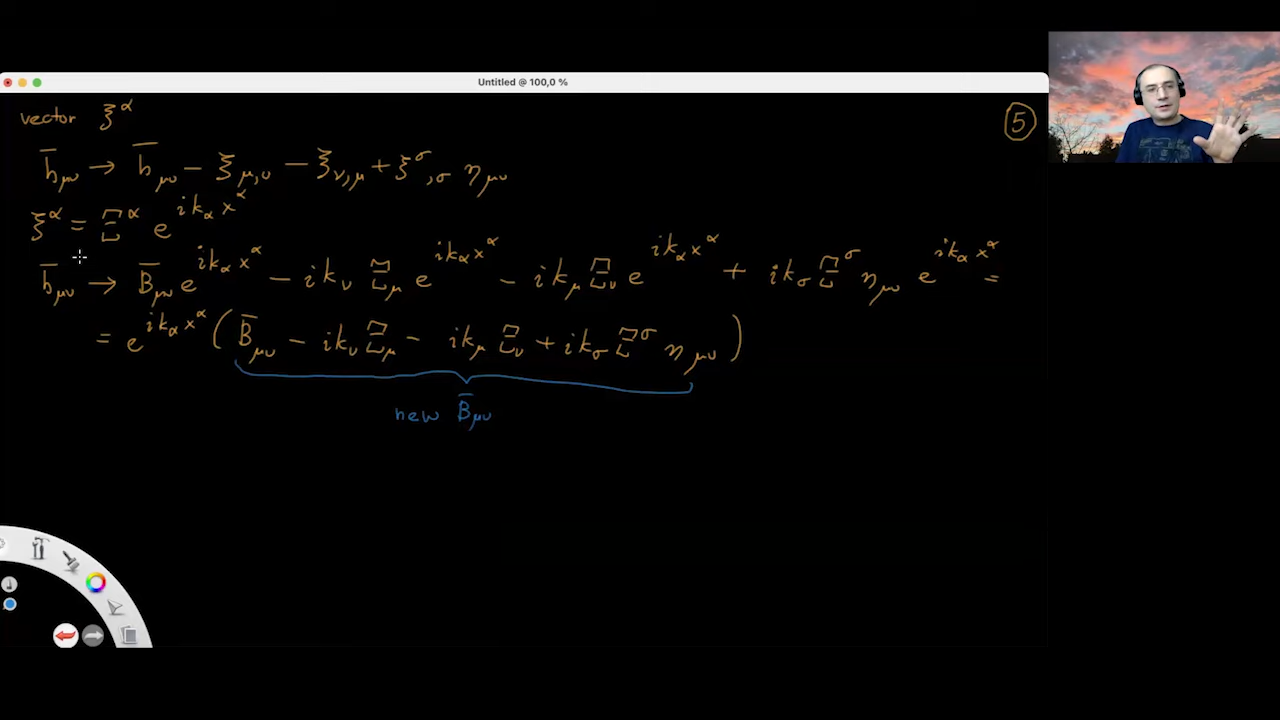 Untitled @ 100,0 %
vector ξ^α
5
h̄_μν → h̄_μν − ξ_μ,ν − ξ_ν,μ + ξ^σ_,σ η_μν
ξ^α = Ξ^α e^{ik_α x^α}
h̄_μν → B̄_μν e^{ik_α x^α} − ik_ν Ξ_μ e^{ik_α x^α} − ik_μ Ξ_ν e^{ik_α x^α} + ik_σ Ξ^σ η_μν e^{ik_α x^α} =
= e^{ik_α x^α} ( B̄_μν − ik_ν Ξ_μ − ik_μ Ξ_ν + ik_σ Ξ^σ η_μν )
new B̄_μν